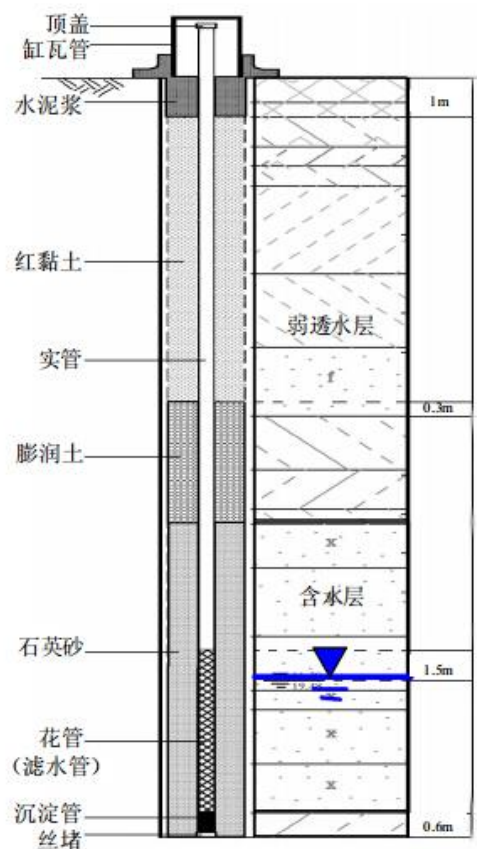 顶盖
缸瓦管
水泥浆
1m
红黏土
弱透水层
实管
f
0.3m
膨润土
x
含水层
石英砂
1.5m
花管
x
(滤水管)
x
沉淀管
0.6m
丝堵